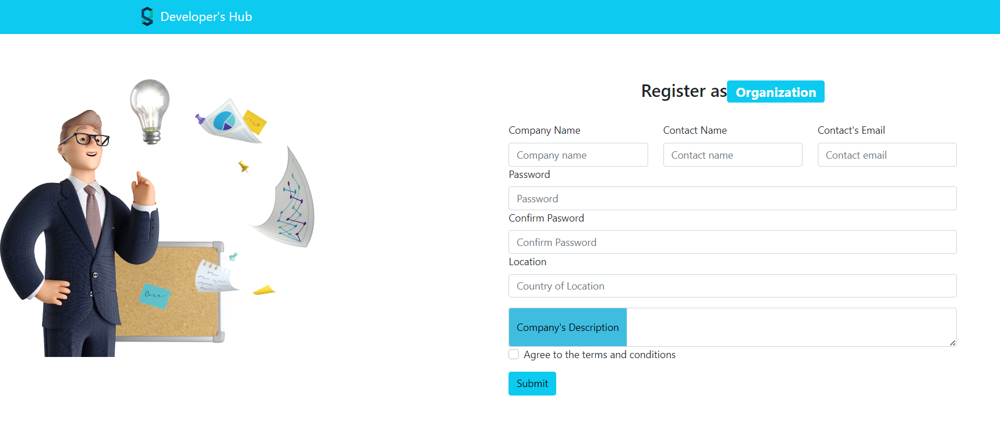 Developer's Hub
Register as Organization
Company Name Contact Name Contact's Email
Company name Contact name Contact email
Password
Password
Confirm Pasword
Confirm Password
Location
Country of Location
Company's Description
Agree to the terms and conditions
Submit